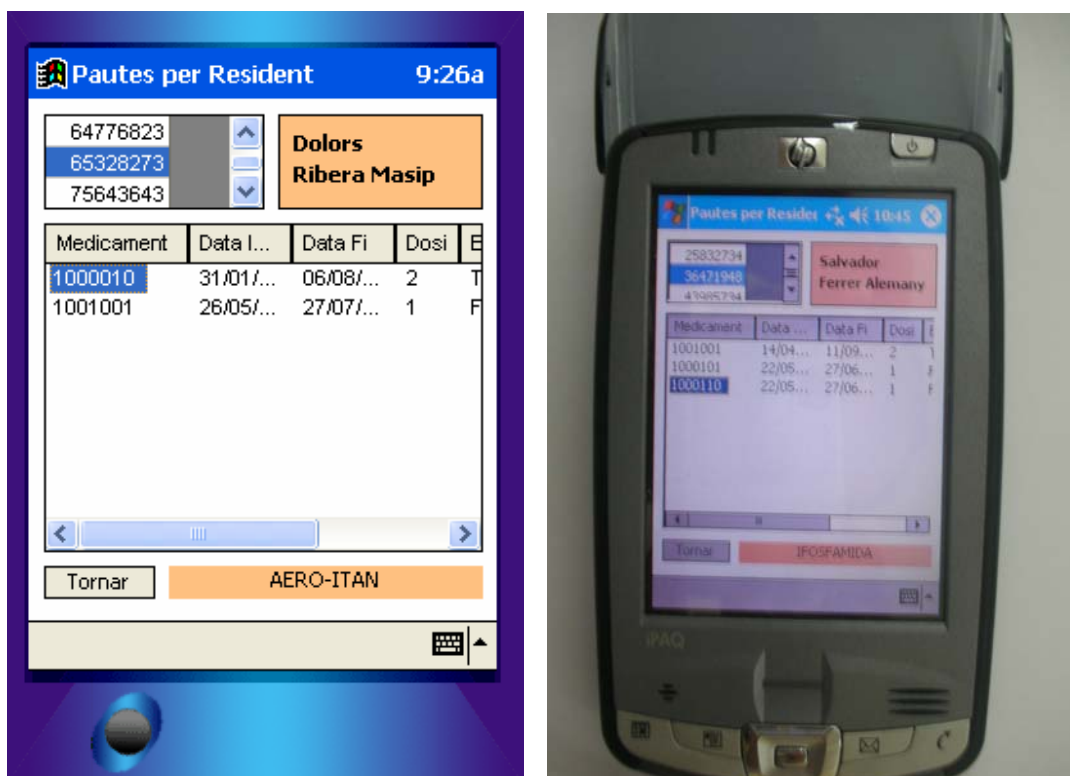 Pautes per Resident 9:26a
64776823
65328273
75643643
Dolors
Ribera Masip
Medicament Data I... Data Fi Dosi E
1000010 31/01/... 06/08/... 2 T
1001001 26/05/... 27/07/... 1 F
Tornar AERO-ITAN
hp
Pautes per Resider 10:45
25832734
36471948
43985734
Salvador
Ferrer Alemany
Medicament Data ... Data Fi Dosi E
1001001 14/04... 11/09... 2 T
1000101 22/05... 27/06... 1 F
1000110 22/05... 27/06... 1 F
Tornar IFOSFAMIDA
iPAQ